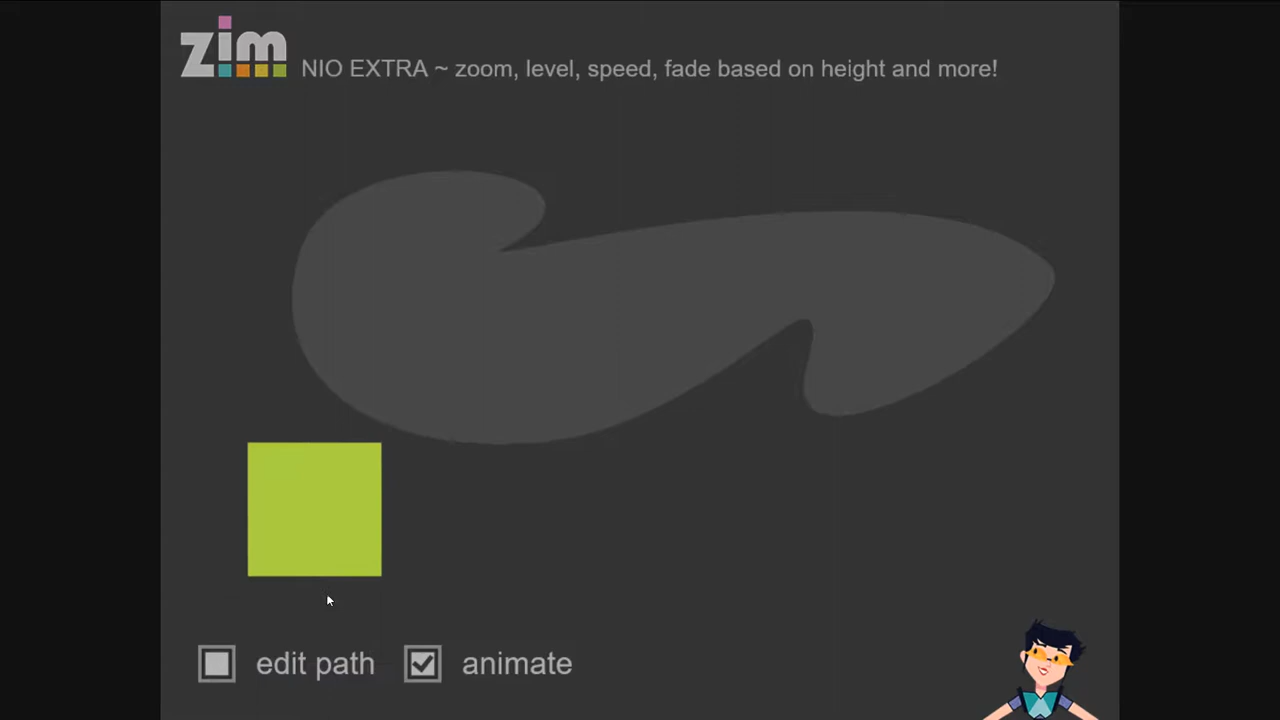 zim
NIO EXTRA ~ zoom, level, speed, fade based on height and more!
edit path
animate